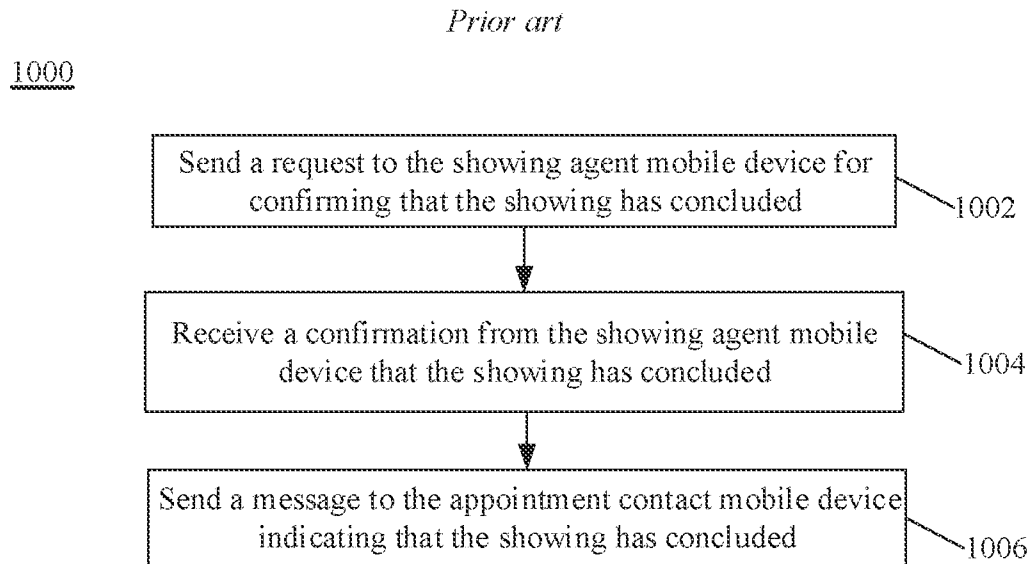 Prior art
1000
Send a request to the showing agent mobile device for
confirming that the showing has concluded
1002
Receive a confirmation from the showing agent mobile
device that the showing has concluded
1004
Send a message to the appointment contact mobile device
indicating that the showing has concluded
1006